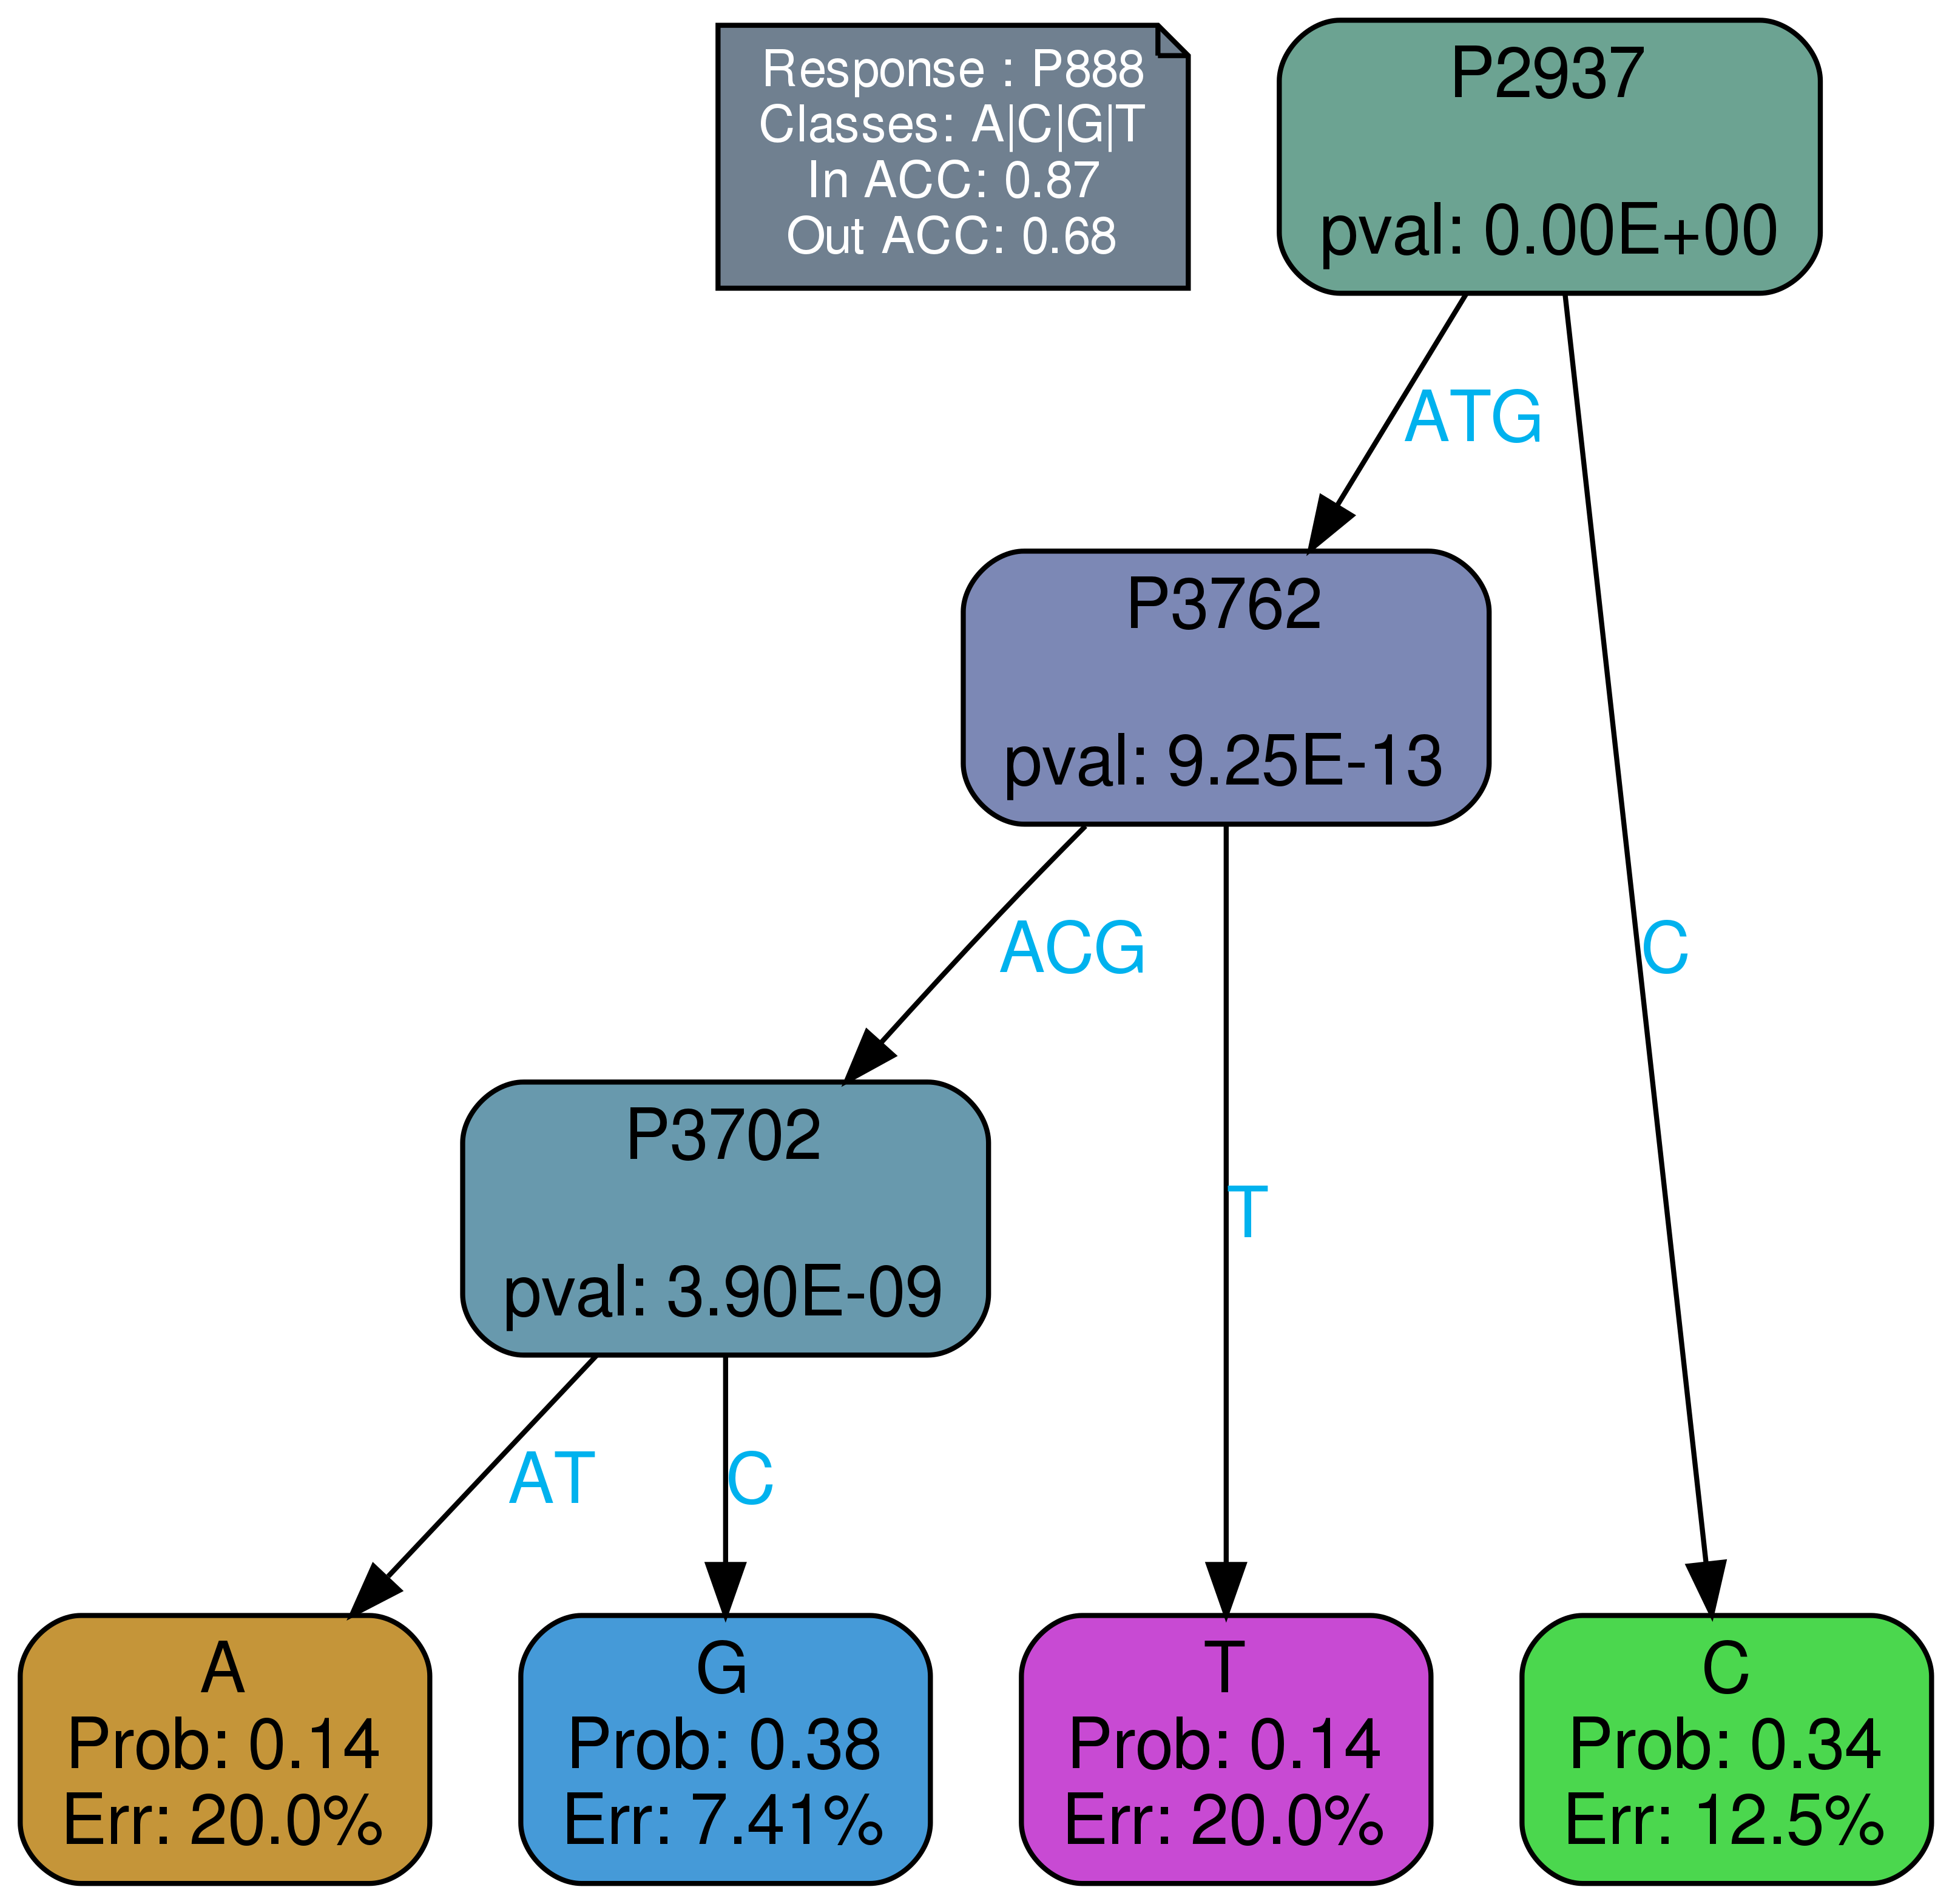 Response : P888
Classes: A|C|G|T
In ACC: 0.87
Out ACC: 0.68
P2937
pval: 0.00E+00
ATG
P3762
pval: 9.25E-13
ACG
C
P3702
pval: 3.90E-09
T
AT
C
A
Prob: 0.14
Err: 20.0%
G
Prob: 0.38
Err: 7.41%
T
Prob: 0.14
Err: 20.0%
C
Prob: 0.34
Err: 12.5%